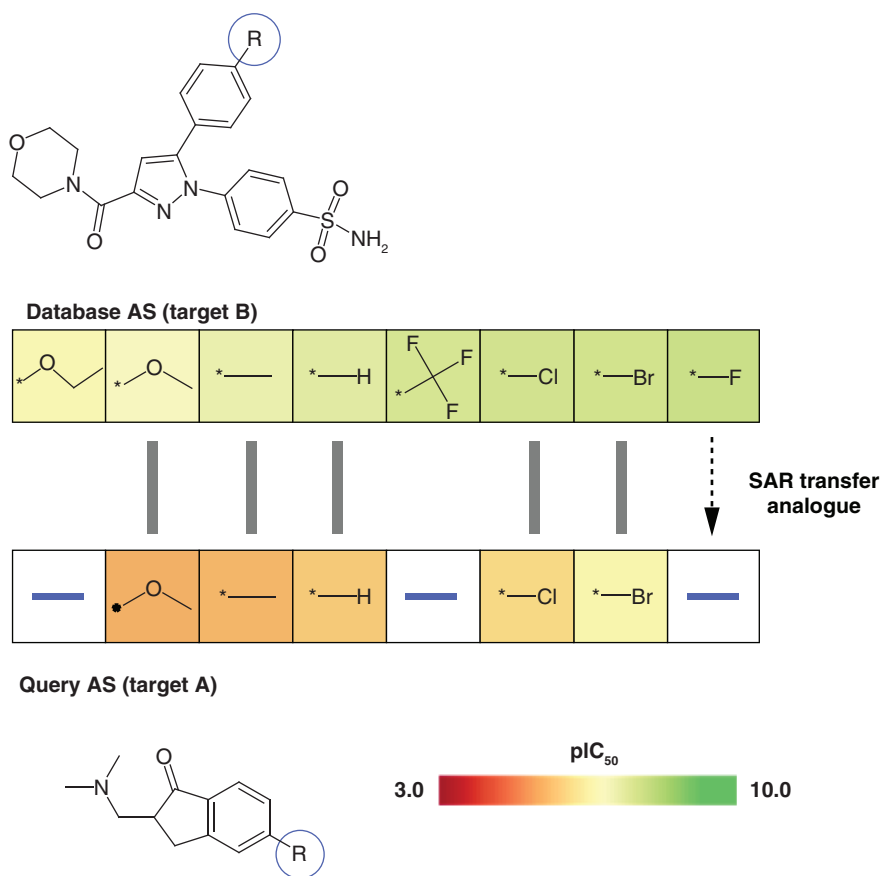 R
O
N
N
N
O
O
S
O
NH₂
Database AS (target B)
*
O
*
O
*
*—H
F
F
*
F
*—Cl
*—Br
*—F
SAR transfer
analogue
O
*
*—H
*—Cl
*—Br
Query AS (target A)
O
N
R
pIC₅₀
3.0
10.0